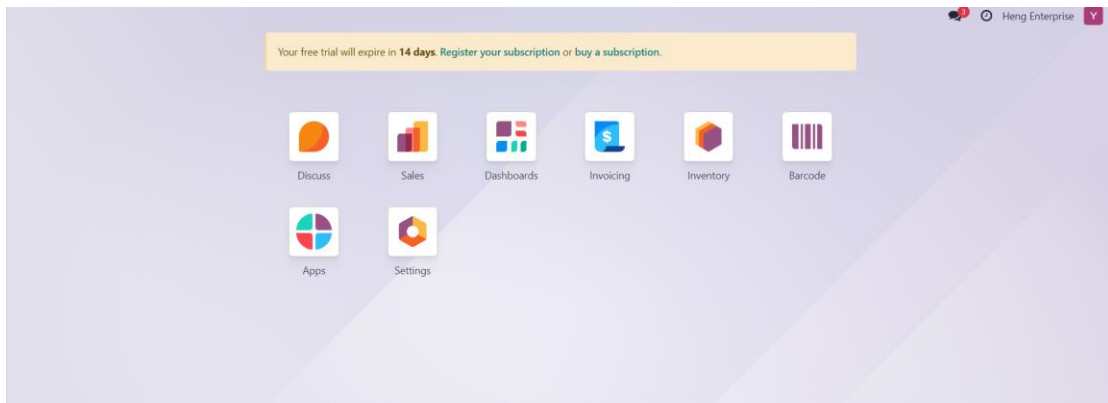 3
Heng Enterprise
Y
Your free trial will expire in 14 days. Register your subscription or buy a subscription.
$
Discuss
Sales
Dashboards
Invoicing
Inventory
Barcode
Apps
Settings